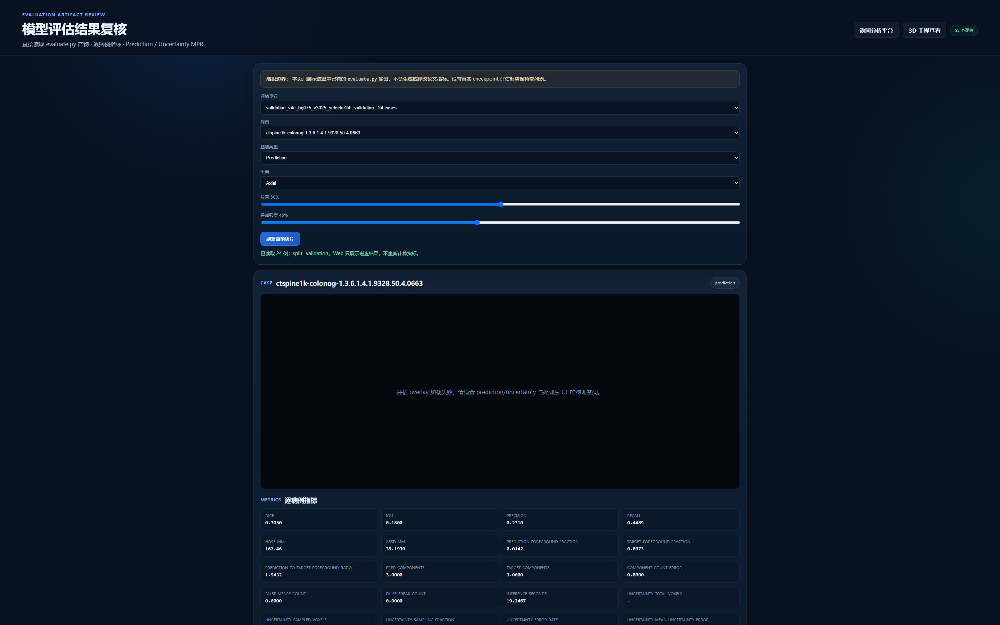 EVALUATION ARTIFACT REVIEW
模型评估结果复核
直接读取 evaluate.py 产物 · 逐病例指标 · Prediction / Uncertainty MPR
返回分析平台
3D 工程查看
55 个评估
结果边界： 本页只展示磁盘中已有的 evaluate.py 输出，不会生成或修改论文指标。没有真实 checkpoint 评估时应保持空列表。
评估运行
validation_v4e_bg075_v3025_selector24 · validation · 24 cases
病例
ctspine1k-colonog-1.3.6.1.4.1.9328.50.4.0663
叠加类型
Prediction
平面
Axial
位置 50%
叠加强度 45%
刷新当前切片
已读取 24 例；split=validation。Web 只展示磁盘结果，不重新计算指标。
CASE ctspine1k-colonog-1.3.6.1.4.1.9328.50.4.0663
prediction
评估 overlay 加载失败，请检查 prediction/uncertainty 与处理后 CT 的物理空间。
METRICS 逐病例指标
DICE
0.3050
IOU
0.1800
PRECISION
0.2310
RECALL
0.4489
HD95_MM
167.46
ASSD_MM
39.1930
PREDICTION_FOREGROUND_FRACTION
0.0142
TARGET_FOREGROUND_FRACTION
0.0073
PREDICTION_TO_TARGET_FOREGROUND_RATIO
1.9432
PRED_COMPONENTS
3.0000
TARGET_COMPONENTS
3.0000
COMPONENT_COUNT_ERROR
0.0000
FALSE_MERGE_COUNT
0.0000
FALSE_BREAK_COUNT
0.0000
INFERENCE_SECONDS
19.2467
UNCERTAINTY_TOTAL_VOXELS
—
UNCERTAINTY_SAMPLED_VOXELS
UNCERTAINTY_SAMPLING_FRACTION
UNCERTAINTY_ERROR_RATE
UNCERTAINTY_MEAN_UNCERTAINTY_ERROR